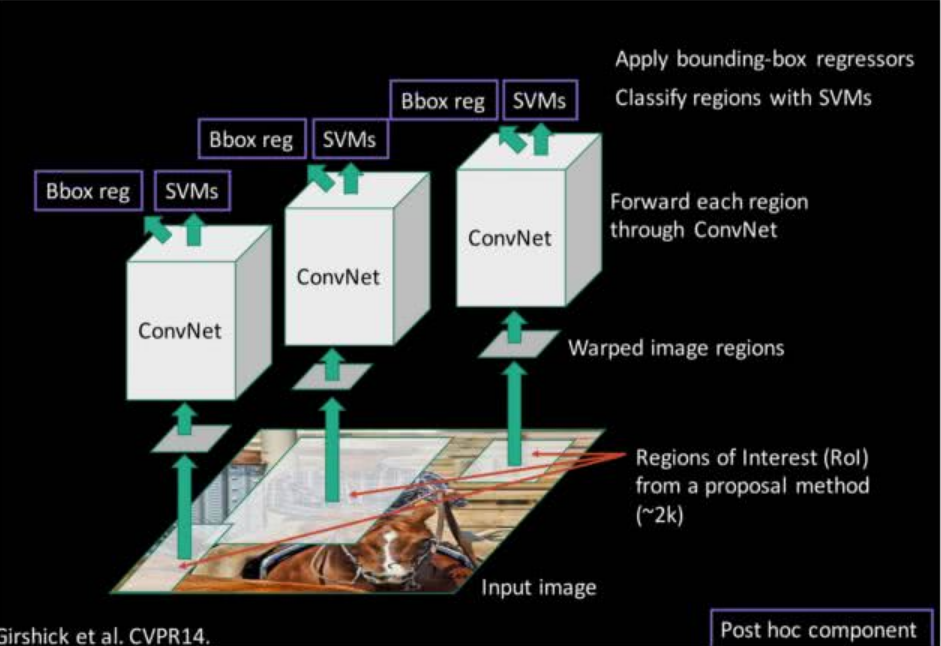 Apply bounding-box regressors
Bbox reg SVMs
Classify regions with SVMs
Bbox reg SVMs
Bbox reg SVMs
Forward each region
through ConvNet
ConvNet
ConvNet
ConvNet
Warped image regions
Regions of Interest (RoI)
from a proposal method
(~2k)
Input image
Girshick et al. CVPR14.
Post hoc component